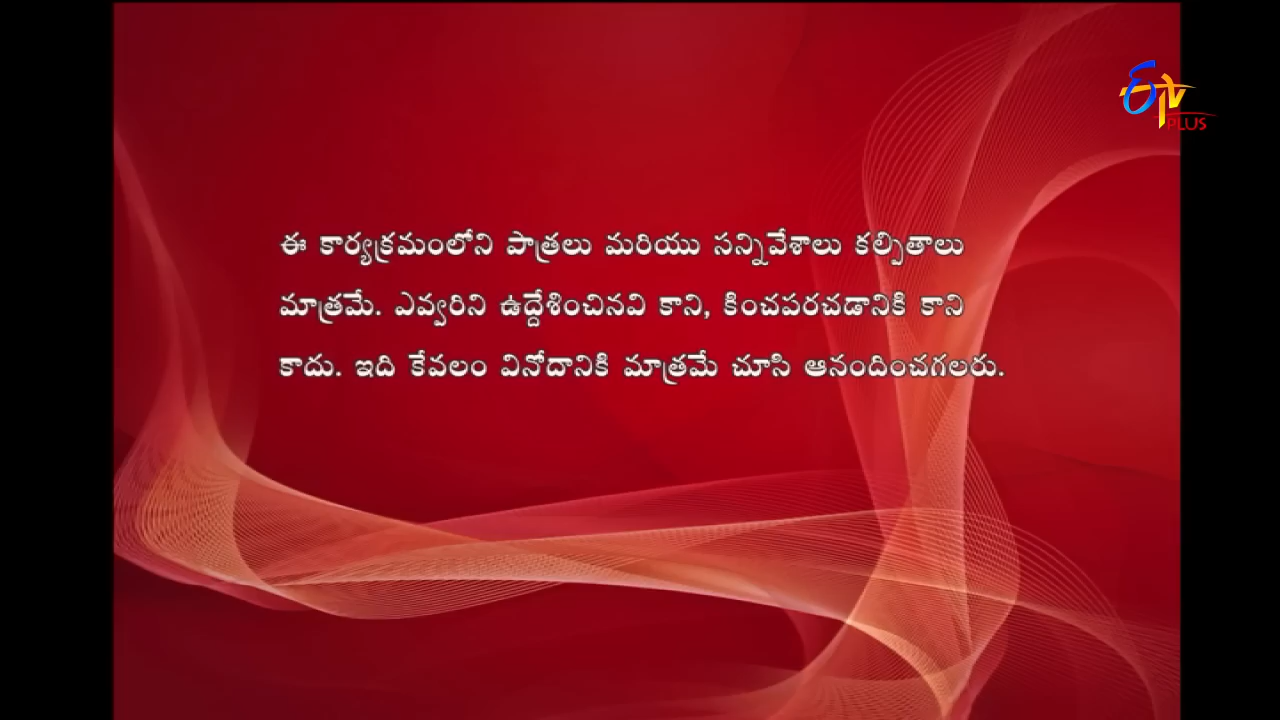 ETV
PLUS
ఈ కార్యక్రమంలోని పాత్రలు మరియు సన్నివేశాలు కల్పితాలు
మాత్రమే. ఎవ్వరిని ఉద్దేశించినవి కాని, కించపరచడానికి కాని
కాదు. ఇది కేవలం వినోదానికి మాత్రమే చూసి ఆనందించగలరు.